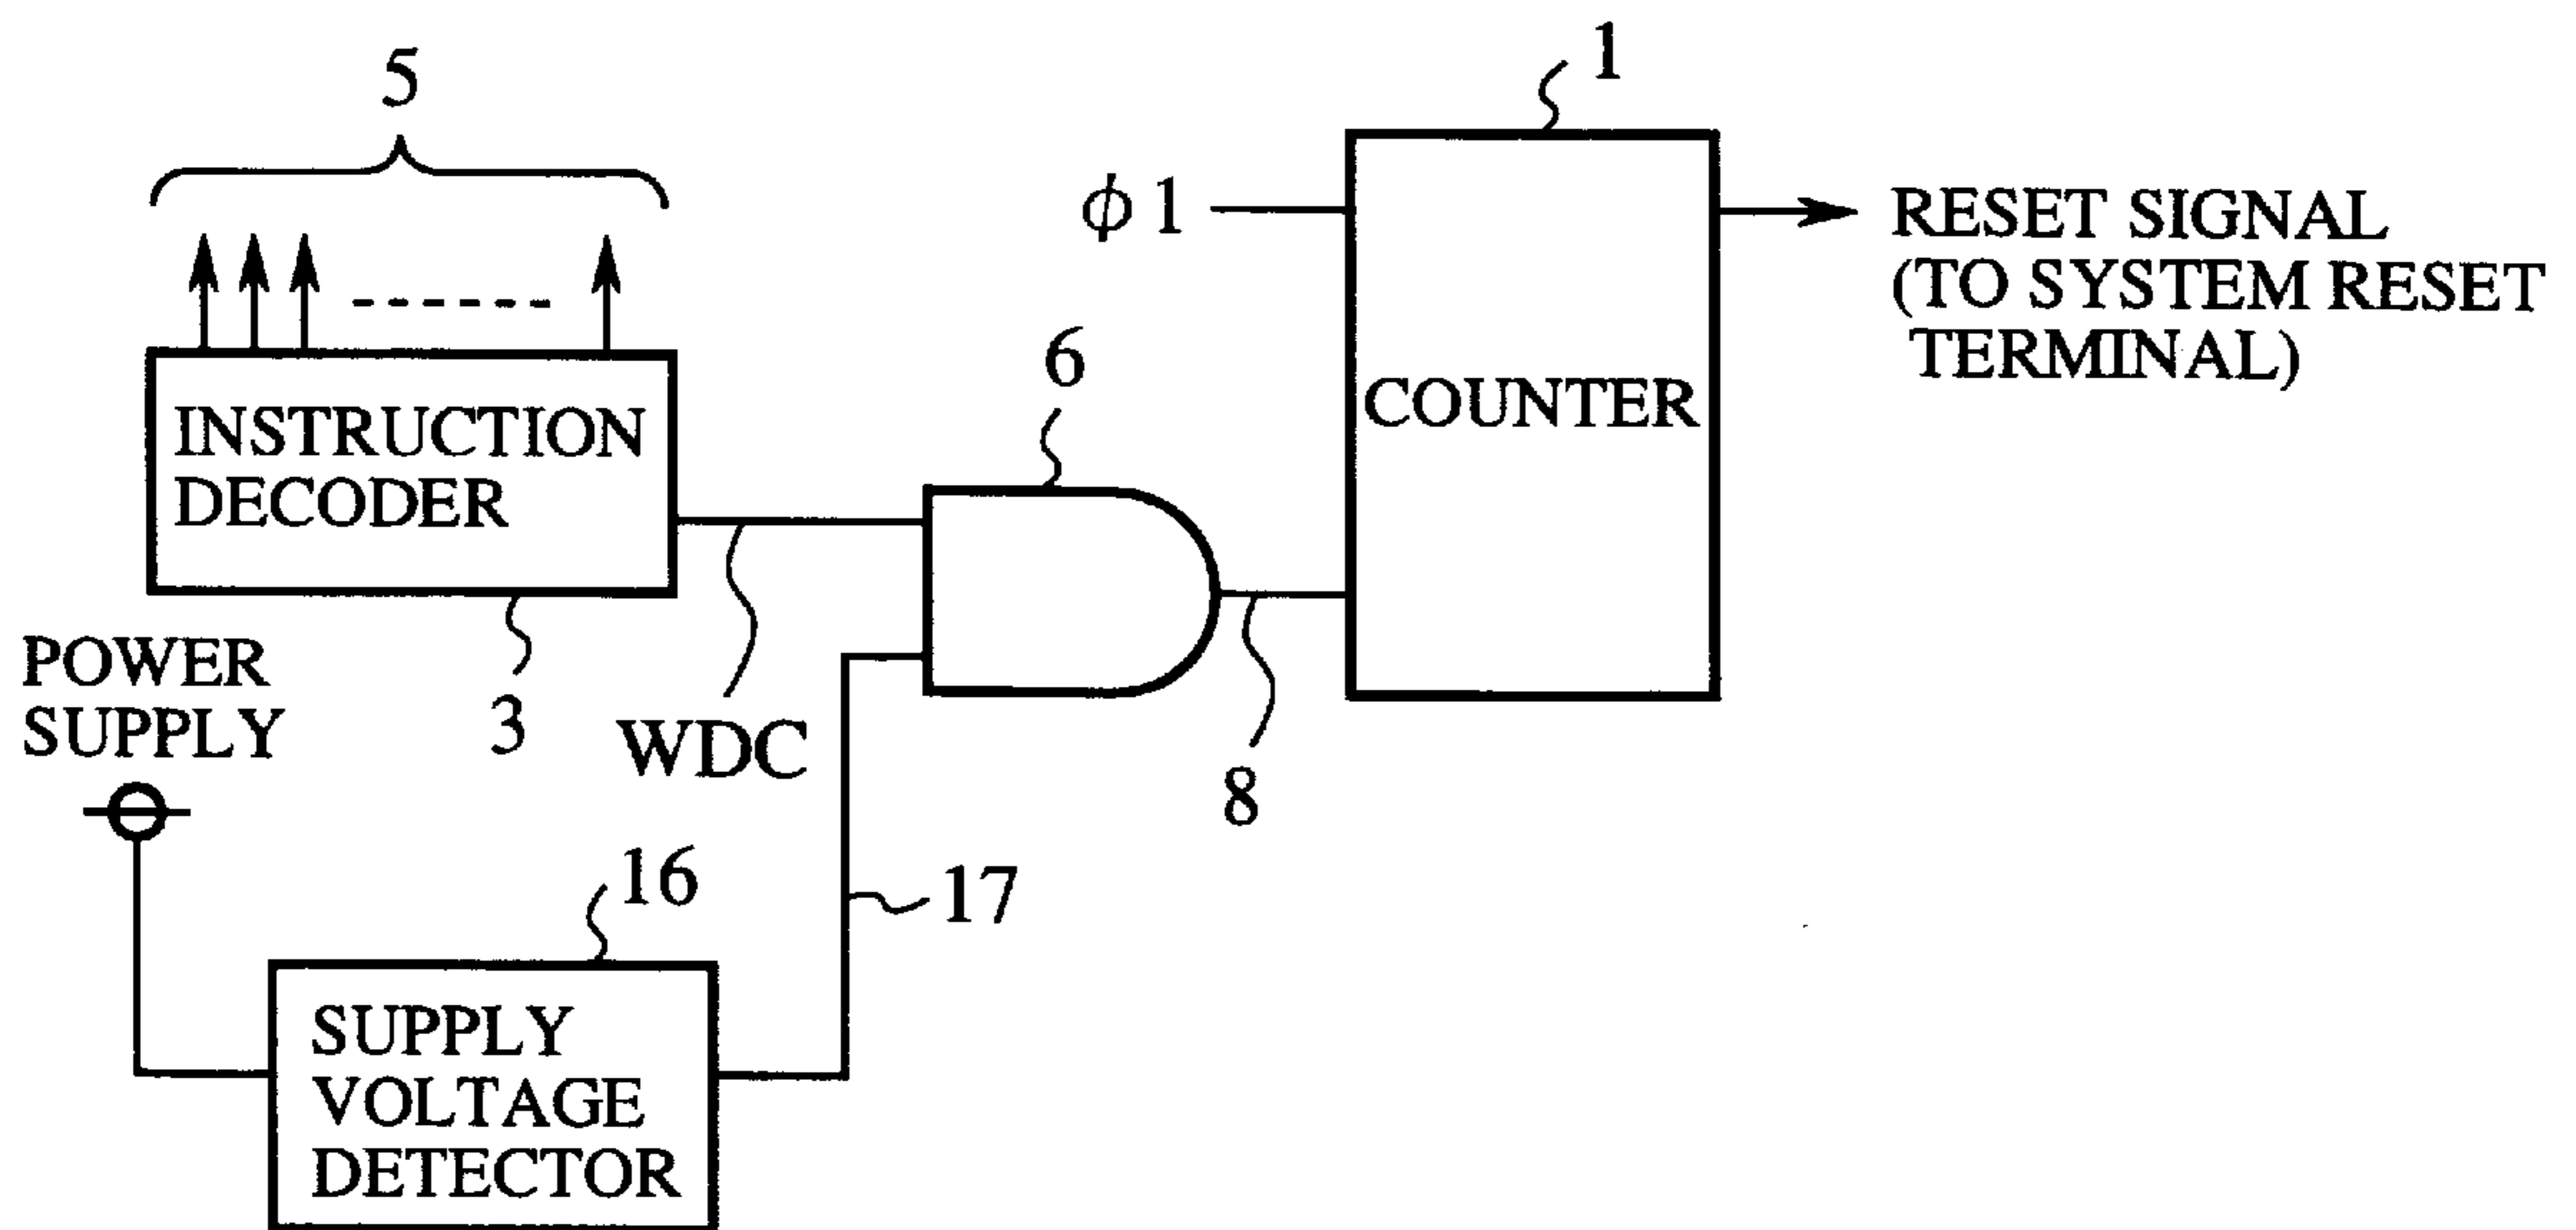 5
1
φ1
RESET SIGNAL
(TO SYSTEM RESET
TERMINAL)
6
COUNTER
INSTRUCTION
DECODER
POWER
SUPPLY
3
WDC
8
16
17
SUPPLY
VOLTAGE
DETECTOR